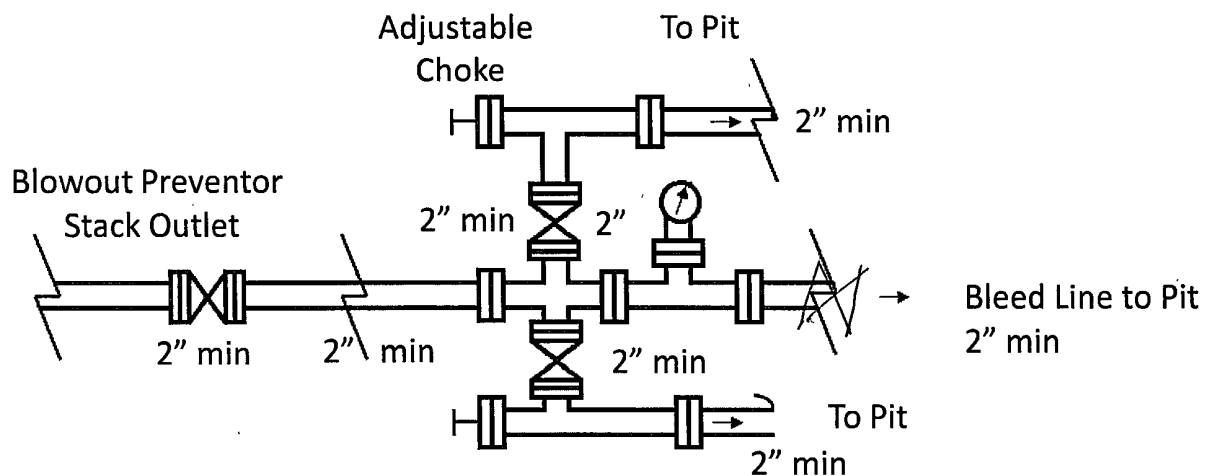 Adjustable
Choke
To Pit
2” min
Blowout Preventor
Stack Outlet
2” min
2”
2” min
2” min
2” min
Bleed Line to Pit
2” min
To Pit
2” min